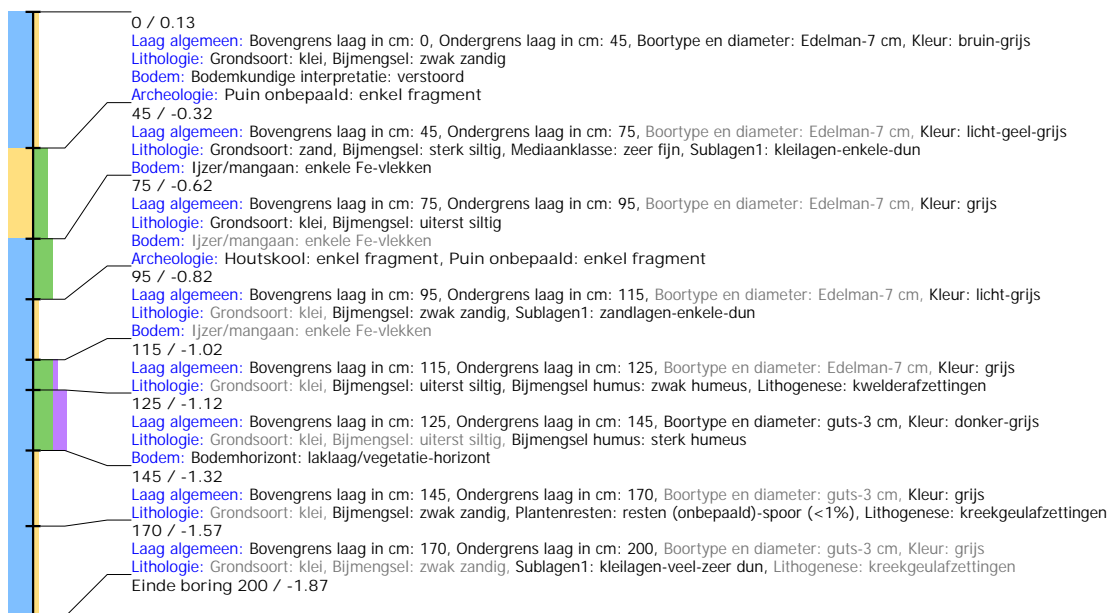 0 / 0.13
Laag algemeen: Bovengrens laag in cm: 0, Ondergrens laag in cm: 45, Boortype en diameter: Edelman-7 cm, Kleur: bruin-grijs
Lithologie: Grondsoort: klei, Bijmengsel: zwak zandig
Bodem: Bodemkundige interpretatie: verstoord
Archeologie: Puin onbepaald: enkel fragment
45 / -0.32
Laag algemeen: Bovengrens laag in cm: 45, Ondergrens laag in cm: 75, Boortype en diameter: Edelman-7 cm, Kleur: licht-geel-grijs
Lithologie: Grondsoort: zand, Bijmengsel: sterk siltig, Mediaanklasse: zeer fijn, Sublagen1: kleilagen-enkele-dun
Bodem: Ijzer/mangaan: enkele Fe-vlekken
75 / -0.62
Laag algemeen: Bovengrens laag in cm: 75, Ondergrens laag in cm: 95, Boortype en diameter: Edelman-7 cm, Kleur: grijs
Lithologie: Grondsoort: klei, Bijmengsel: uiterst siltig
Bodem: Ijzer/mangaan: enkele Fe-vlekken
Archeologie: Houtskool: enkel fragment, Puin onbepaald: enkel fragment
95 / -0.82
Laag algemeen: Bovengrens laag in cm: 95, Ondergrens laag in cm: 115, Boortype en diameter: Edelman-7 cm, Kleur: licht-grijs
Lithologie: Grondsoort: klei, Bijmengsel: zwak zandig, Sublagen1: zandlagen-enkele-dun
Bodem: Ijzer/mangaan: enkele Fe-vlekken
115 / -1.02
Laag algemeen: Bovengrens laag in cm: 115, Ondergrens laag in cm: 125, Boortype en diameter: Edelman-7 cm, Kleur: grijs
Lithologie: Grondsoort: klei, Bijmengsel: uiterst siltig, Bijmengsel humus: zwak humeus, Lithogenese: kwelderafzettingen
125 / -1.12
Laag algemeen: Bovengrens laag in cm: 125, Ondergrens laag in cm: 145, Boortype en diameter: guts-3 cm, Kleur: donker-grijs
Lithologie: Grondsoort: klei, Bijmengsel: uiterst siltig, Bijmengsel humus: sterk humeus
Bodem: Bodemhorizont: laklaag/vegetatie-horizont
145 / -1.32
Laag algemeen: Bovengrens laag in cm: 145, Ondergrens laag in cm: 170, Boortype en diameter: guts-3 cm, Kleur: grijs
Lithologie: Grondsoort: klei, Bijmengsel: zwak zandig, Plantenresten: resten (onbepaald)-spoor (<1%), Lithogenese: kreekgeulafzettingen
170 / -1.57
Laag algemeen: Bovengrens laag in cm: 170, Ondergrens laag in cm: 200, Boortype en diameter: guts-3 cm, Kleur: grijs
Lithologie: Grondsoort: klei, Bijmengsel: zwak zandig, Sublagen1: kleilagen-veel-zeer dun, Lithogenese: kreekgeulafzettingen
Einde boring 200 / -1.87